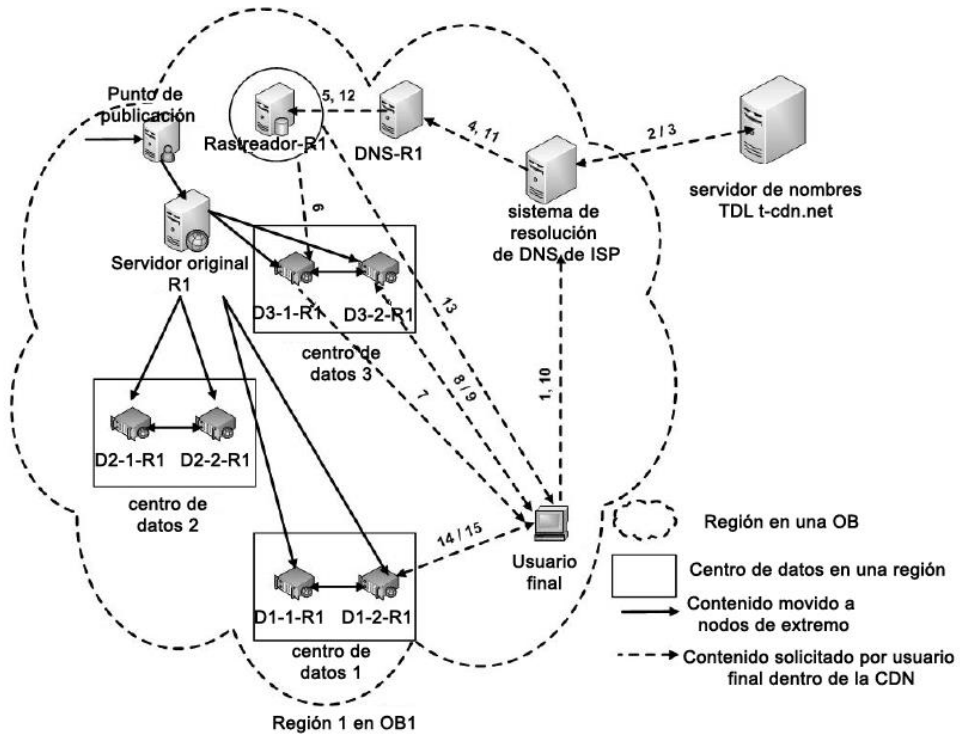 Punto de
publicación
5, 12
Rastreador-R1
DNS-R1
4, 11
2 / 3
servidor de nombres
TDL t-cdn.net
sistema de
resolución
de DNS de ISP
Servidor original
R1
6
D3-1-R1
D3-2-R1
centro de
datos 3
13
7
8 / 9
1, 10
D2-1-R1
D2-2-R1
centro de
datos 2
14 / 15
Usuario
final
D1-1-R1
D1-2-R1
centro de
datos 1
Región 1 en OB1
Región en una OB
Centro de datos en una región
Contenido movido a
nodos de extremo
Contenido solicitado por usuario
final dentro de la CDN